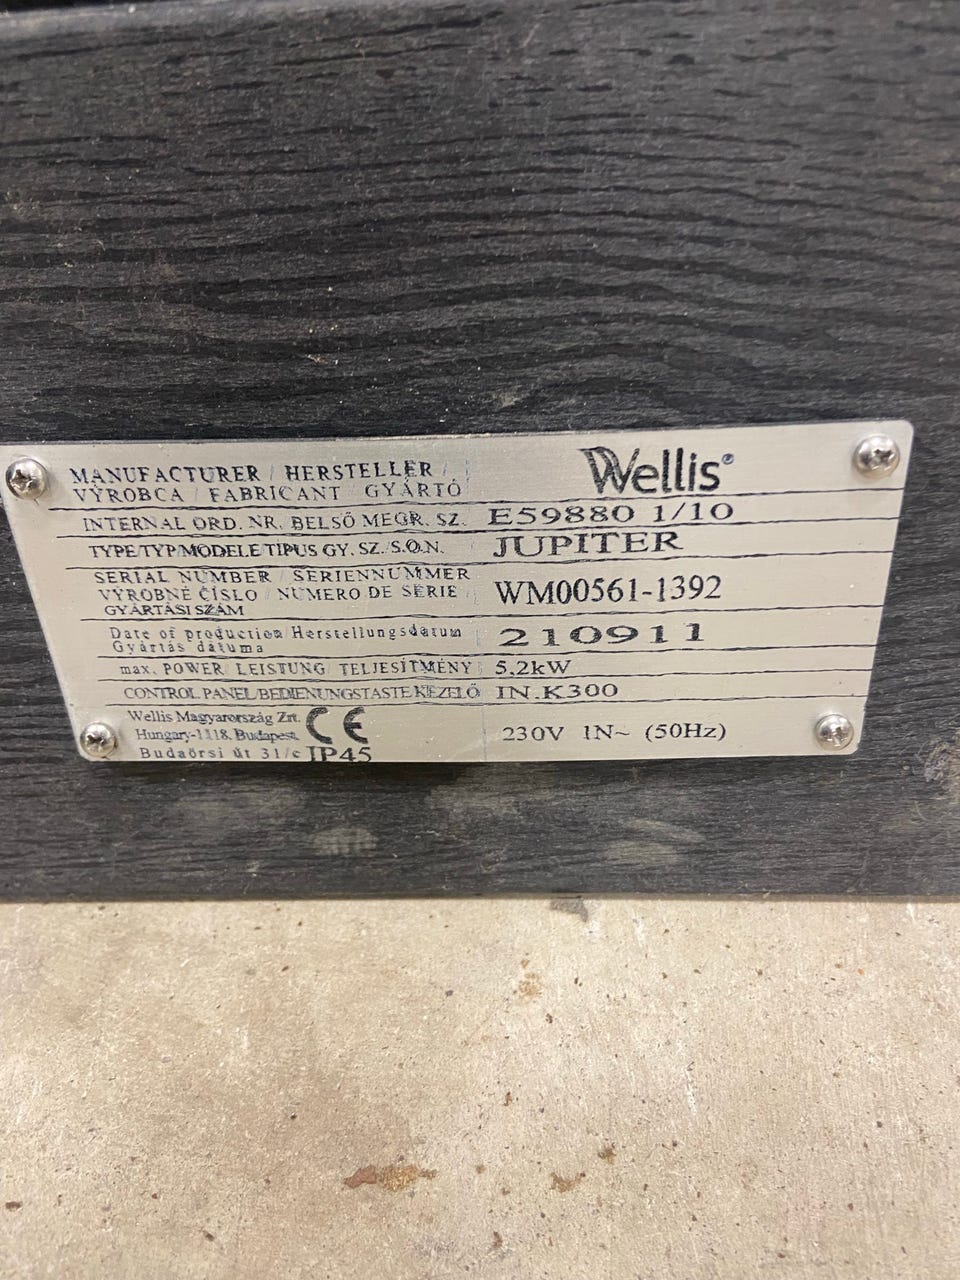 MANUFACTURER / HERSTELLER /
VÝROBCA / FABRICANT / GYÁRTÓ
Wellis®
INTERNAL ORD. NR. BELSŐ MEGR. SZ. E59880 1/10
TYPE/TYP/MODELE/TIPUS GY. SZ./S.O.N. JUPITER
SERIAL NUMBER / SERIENNUMMER
VÝROBNÉ ČÍSLO / NUMERO DE SERIE
GYÁRTÁSI SZÁM
WM00561-1392
Date of production/Herstellungsdatum
Gyártás dátuma
210911
max. POWER LEISTUNG TELJESÍTMÉNY 5,2kW
CONTROL PANEL/BEDIENUNGSTASTE KEZELŐ IN.K300
Wellis Magyarország Zrt.
Hungary-1118. Budapest.
Budaörsi út 31/c
CE
IP45
230V 1N~ (50Hz)